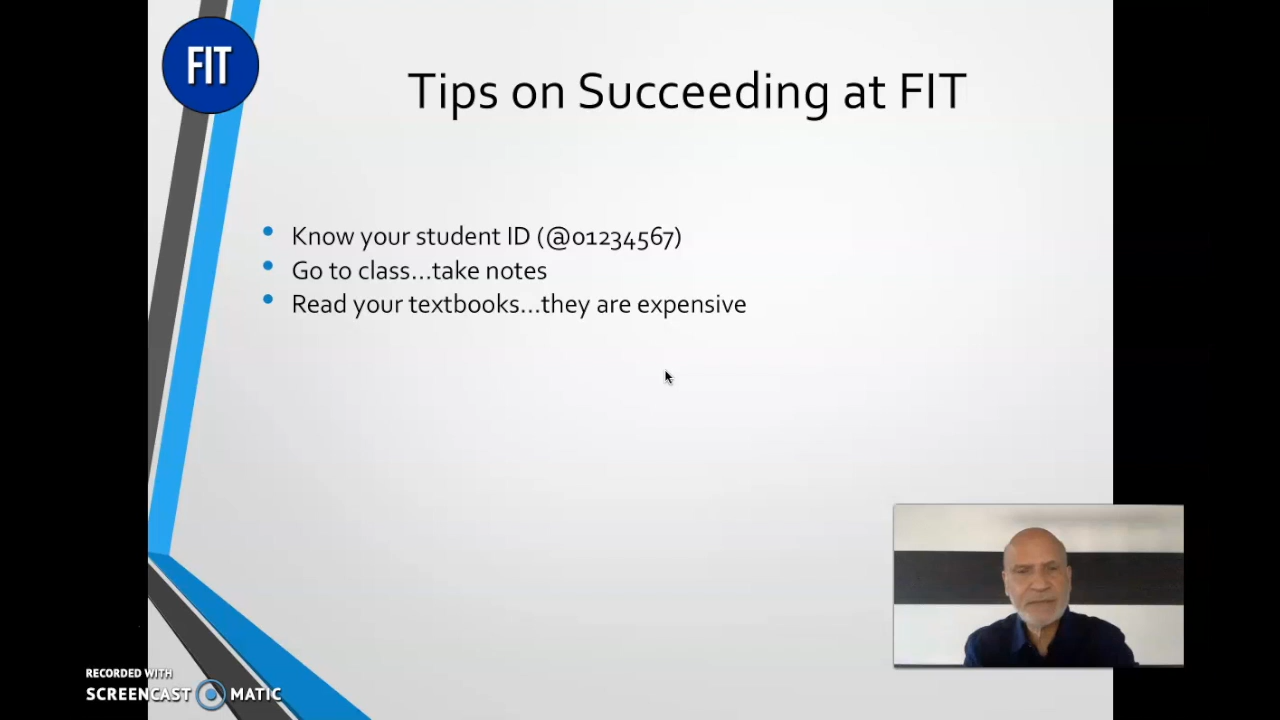 FIT
Tips on Succeeding at FIT
Know your student ID (@01234567)
Go to class...take notes
Read your textbooks...they are expensive
RECORDED WITH
SCREENCAST MATIC